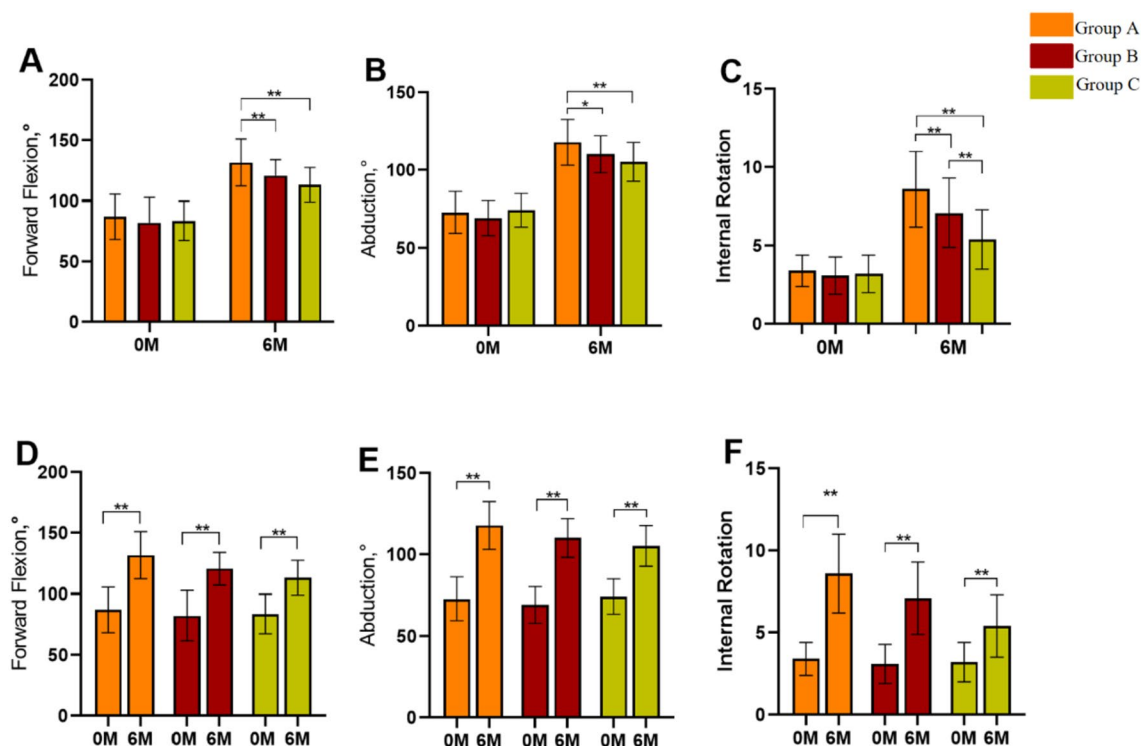 Group A
Group B
Group C
A
Forward Flexion,°
200
150
100
50
0
** 
**
0M 6M
B
Abduction,°
150
100
50
0
**
*
0M 6M
C
Internal Rotation
15
10
5
0
**
**
**
0M 6M
D
Forward Flexion,°
200
150
100
50
0
** ** **
0M 6M 0M 6M 0M 6M
E
Abduction,°
150
100
50
0
** ** **
0M 6M 0M 6M 0M 6M
F
Internal Rotation
15
10
5
0
** ** **
0M 6M 0M 6M 0M 6M